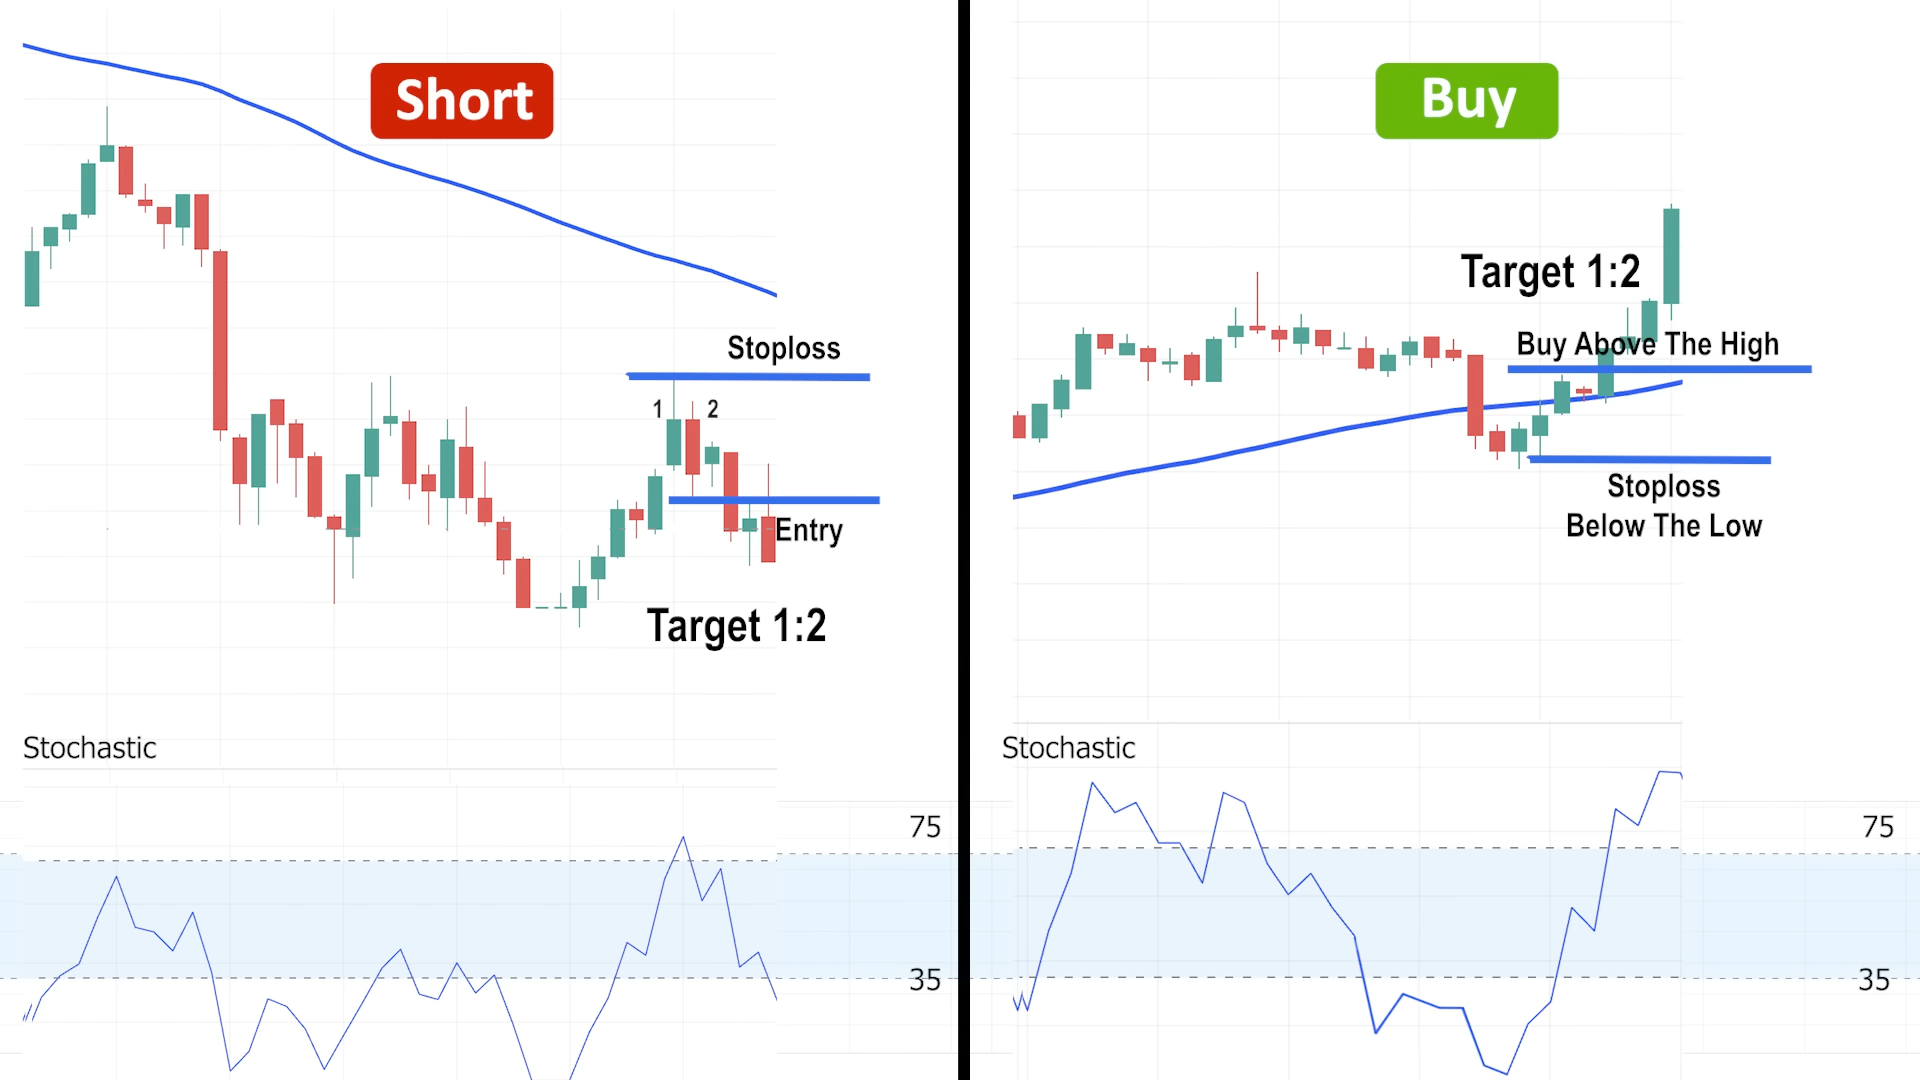 Short
Stoploss
1
2
Entry
Target 1:2
Stochastic
75
35
Buy
Target 1:2
Buy Above The High
Stoploss
Below The Low
Stochastic
75
35